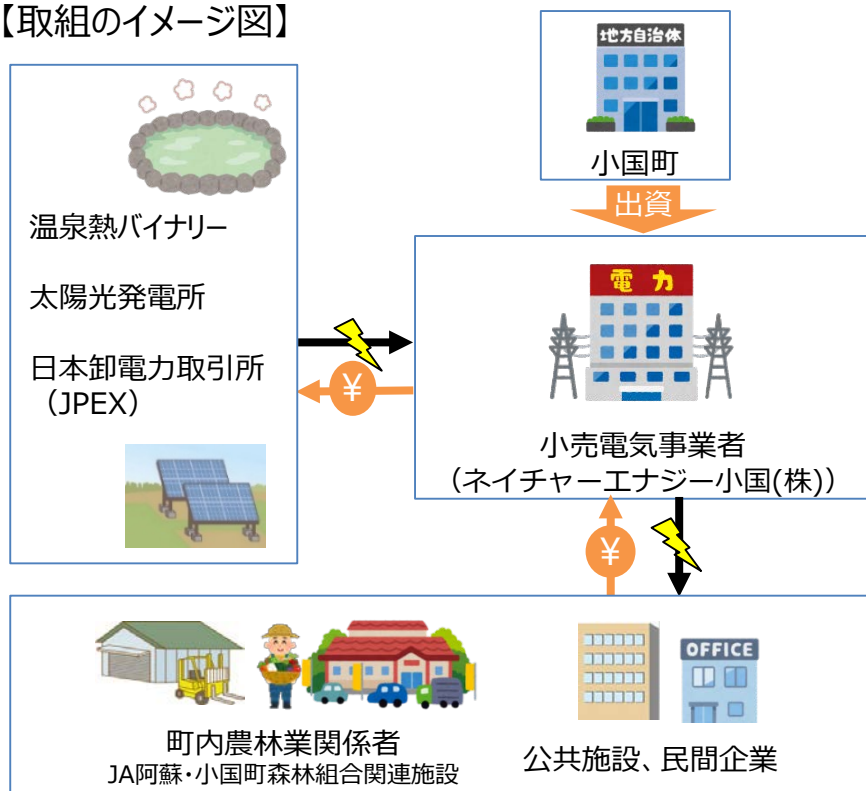 【取組のイメージ図】
地方自治体
小国町
出資
温泉熱バイナリー
太陽光発電所
日本卸電力取引所
（JPEX）
¥
電力
小売電気事業者
（ネイチャーエナジー小国(株)）
¥
OFFICE
町内農林業関係者
JA阿蘇・小国町森林組合関連施設
公共施設、民間企業